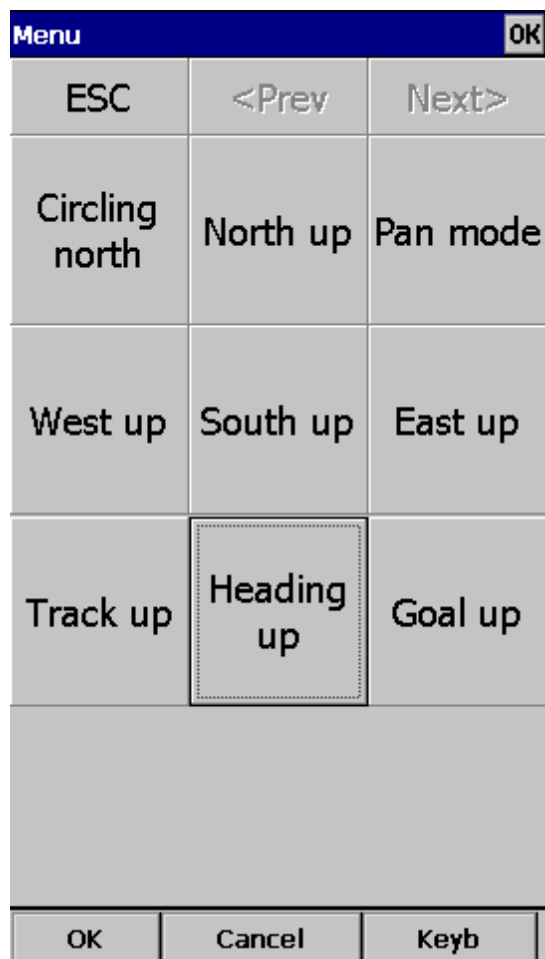 Menu OK
ESC <Prev Next>
Circling
north
North up
Pan mode
West up South up East up
Track up
Heading
up
Goal up
OK Cancel Keyb